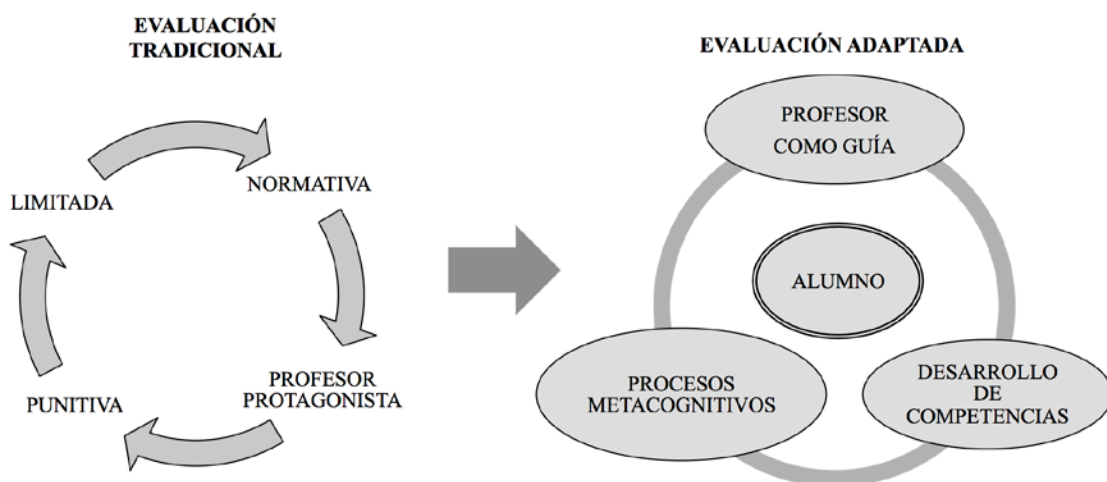 EVALUACIÓN
TRADICIONAL
LIMITADA
NORMATIVA
PUNITIVA
PROFESOR
PROTAGONISTA
EVALUACIÓN ADAPTADA
PROFESOR
COMO GUÍA
ALUMNO
PROCESOS
METACOGNITIVOS
DESARROLLO
DE
COMPETENCIAS